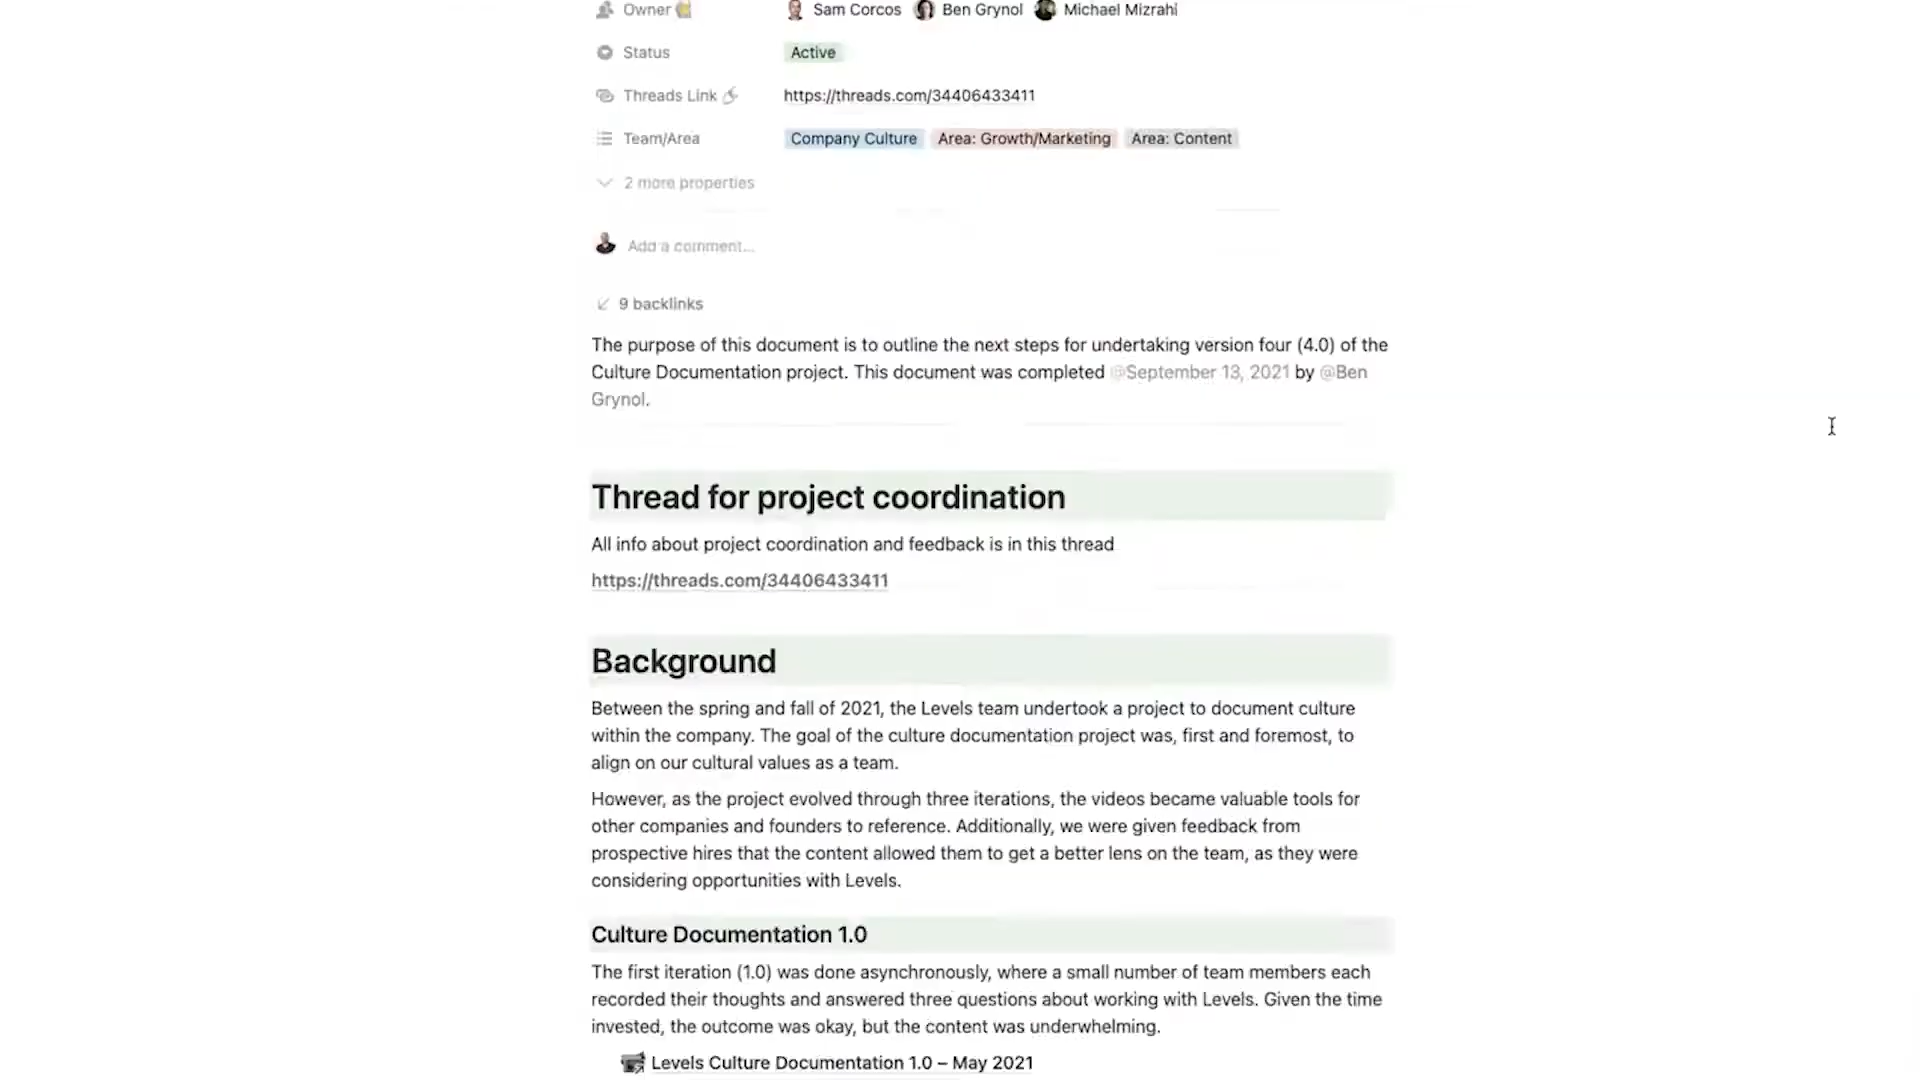 Owner Sam Corcos Ben Grynol Michael Mizrahi
Status Active
Threads Link https://threads.com/34406433411
Team/Area Company Culture Area: Growth/Marketing Area: Content
2 more properties
Add a comment...
9 backlinks
The purpose of this document is to outline the next steps for undertaking version four (4.0) of the
Culture Documentation project. This document was completed @September 13, 2021 by @Ben
Grynol.
Thread for project coordination
All info about project coordination and feedback is in this thread
https://threads.com/34406433411
Background
Between the spring and fall of 2021, the Levels team undertook a project to document culture
within the company. The goal of the culture documentation project was, first and foremost, to
align on our cultural values as a team.
However, as the project evolved through three iterations, the videos became valuable tools for
other companies and founders to reference. Additionally, we were given feedback from
prospective hires that the content allowed them to get a better lens on the team, as they were
considering opportunities with Levels.
Culture Documentation 1.0
The first iteration (1.0) was done asynchronously, where a small number of team members each
recorded their thoughts and answered three questions about working with Levels. Given the time
invested, the outcome was okay, but the content was underwhelming.
Levels Culture Documentation 1.0 – May 2021